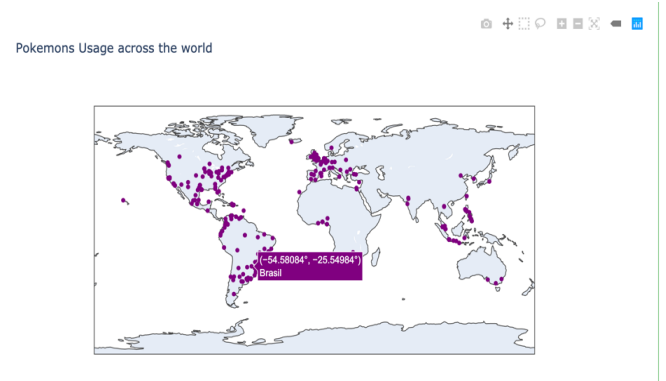 Pokemons Usage across the world
(−54.58084°, −25.54984°)
Brasil